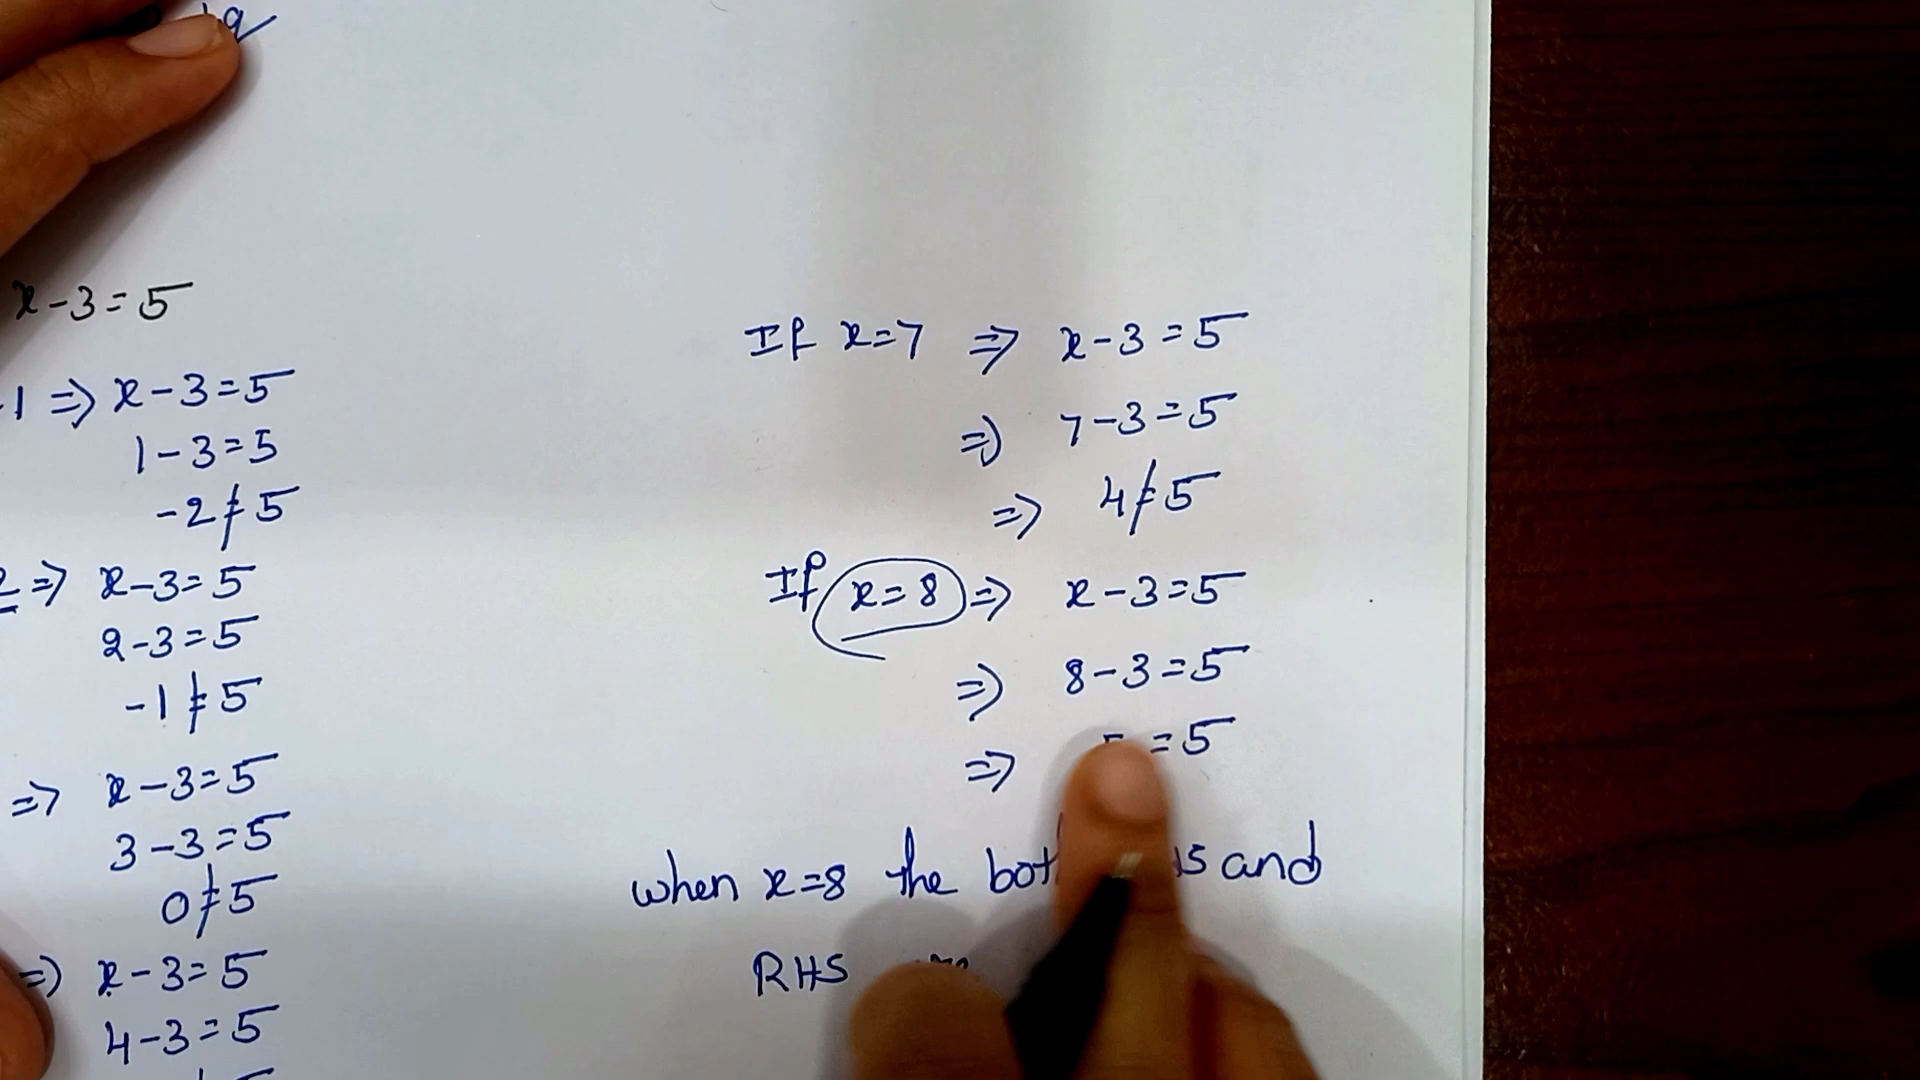 x-3=5
1 => x-3=5
1-3=5
-2≠5
2 => x-3=5
2-3=5
-1≠5
=> x-3=5
3-3=5
0≠5
=> x-3=5
4-3=5
If x=7 => x-3=5
=> 7-3=5
=> 4≠5
If x=8 => x-3=5
=> 8-3=5
=> =5
when x=8 the and
RHS